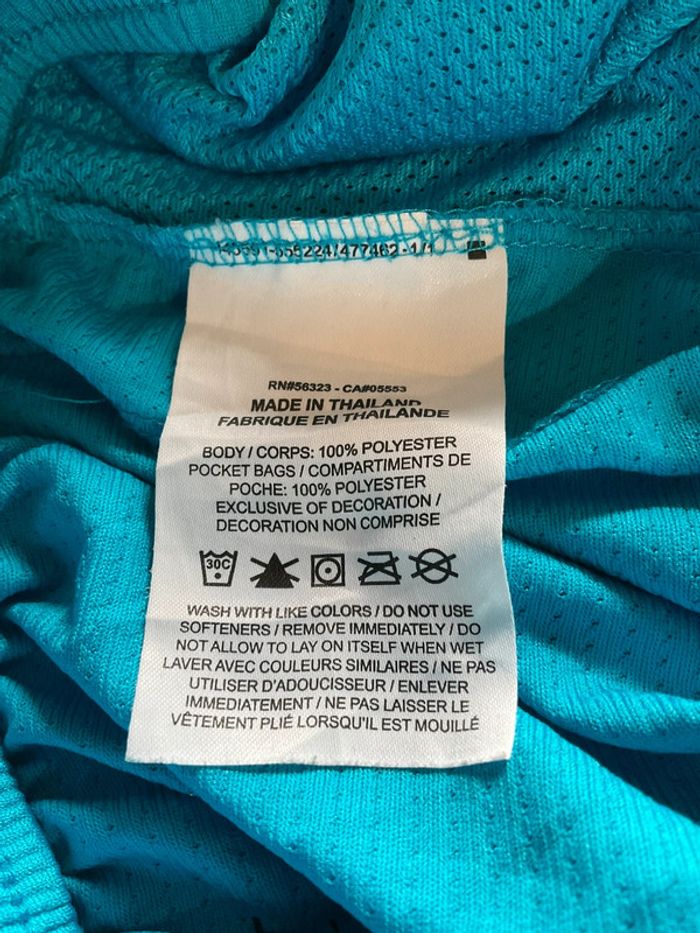 RN#56323 - CA#05553
MADE IN THAILAND
FABRIQUE EN THAILANDE
BODY / CORPS: 100% POLYESTER
POCKET BAGS / COMPARTIMENTS DE
POCHE: 100% POLYESTER
EXCLUSIVE OF DECORATION /
DECORATION NON COMPRISE
30C
WASH WITH LIKE COLORS / DO NOT USE
SOFTENERS / REMOVE IMMEDIATELY / DO
NOT ALLOW TO LAY ON ITSELF WHEN WET
LAVER AVEC COULEURS SIMILAIRES / NE PAS
UTILISER D'ADOUCISSEUR / ENLEVER
IMMEDIATEMENT / NE PAS LAISSER LE
VÊTEMENT PLIÉ LORSQU'IL EST MOUILLÉ